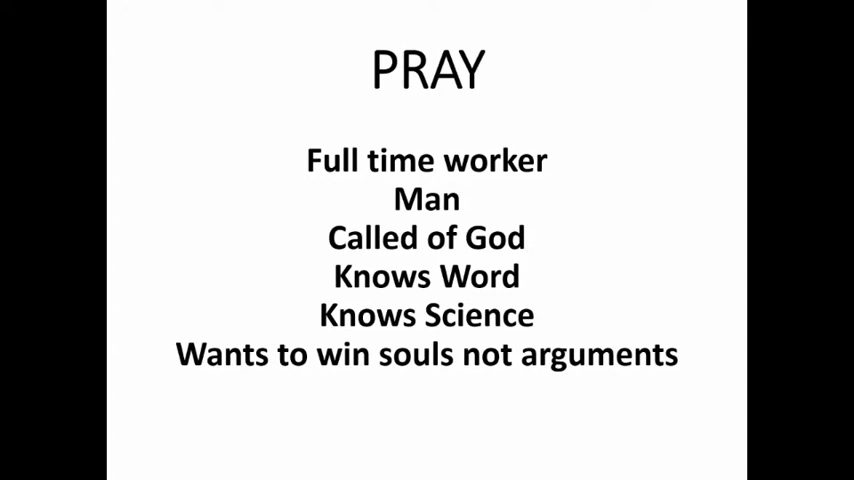 PRAY
Full time worker
Man
Called of God
Knows Word
Knows Science
Wants to win souls not arguments